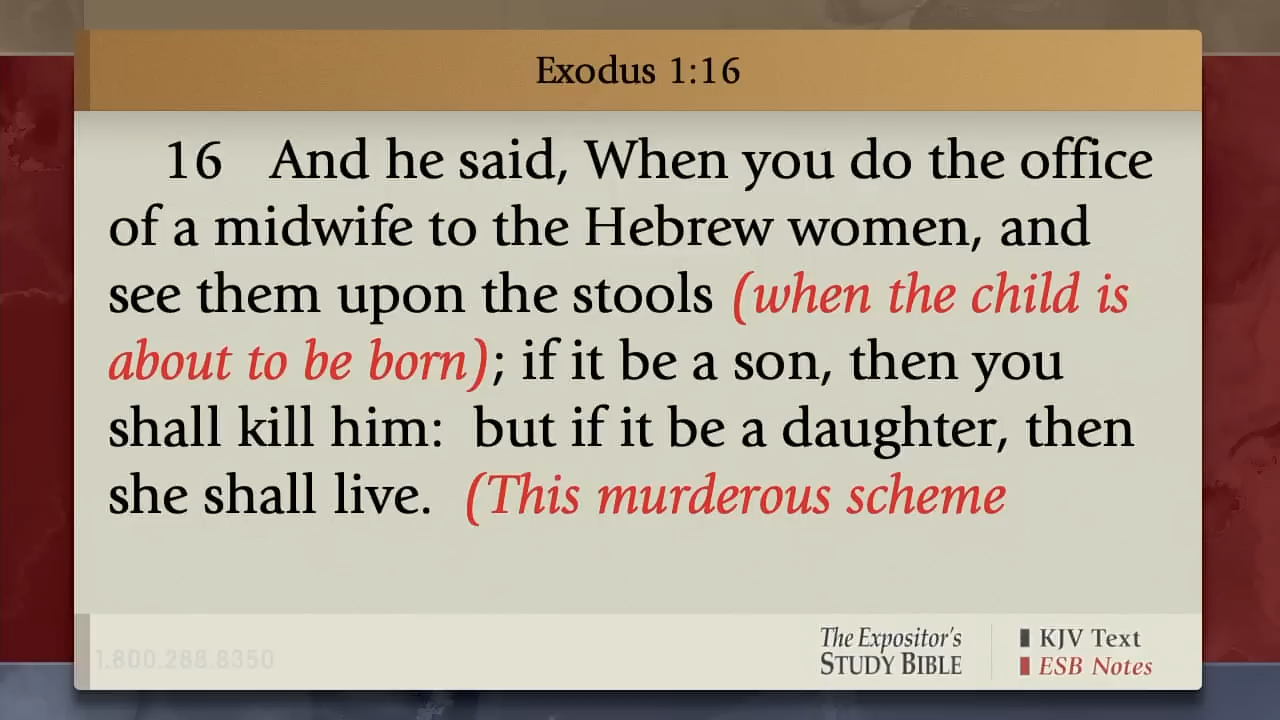 Exodus 1:16
16 And he said, When you do the office
of a midwife to the Hebrew women, and
see them upon the stools (when the child is
about to be born); if it be a son, then you
shall kill him: but if it be a daughter, then
she shall live. (This murderous scheme
1.800.288.8350
The Expositor's
STUDY BIBLE
KJV Text
ESB Notes